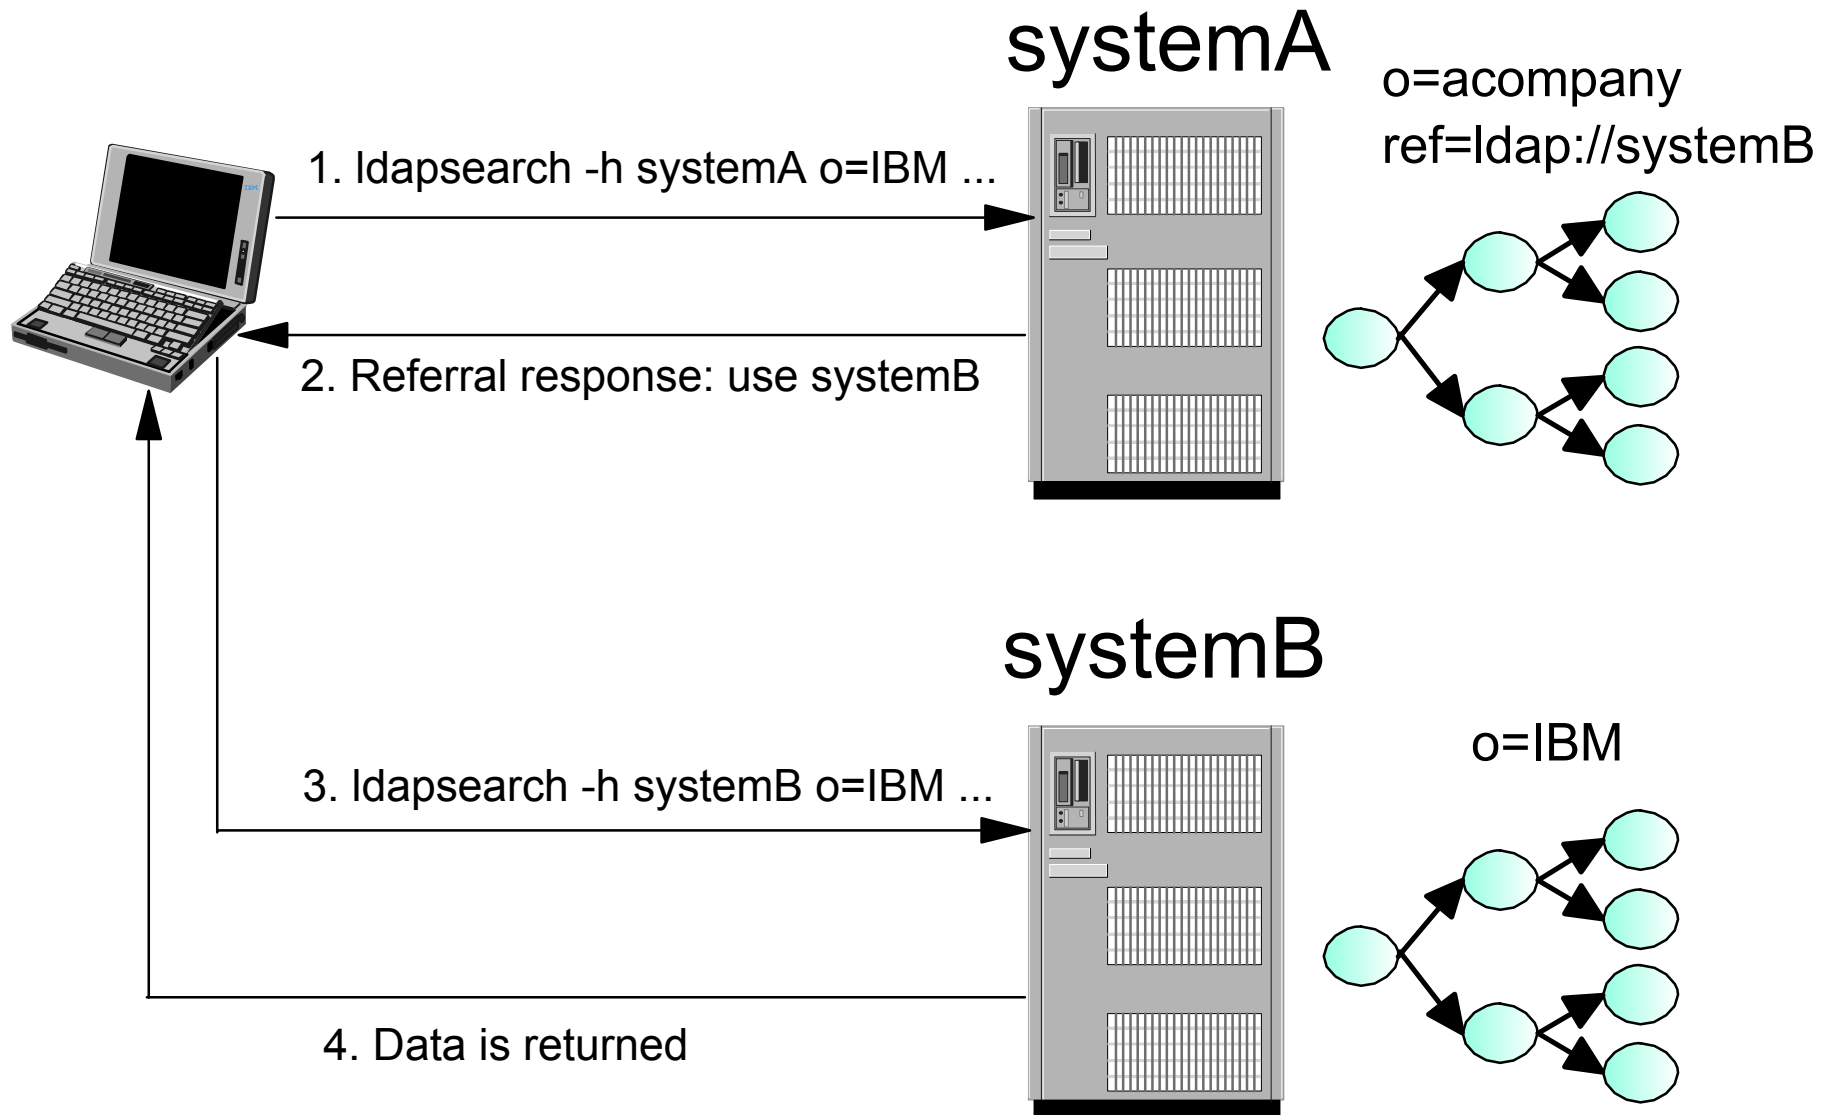 systemA
o=acompany
ref=ldap://systemB
1. ldapsearch -h systemA o=IBM ...
IBM
2. Referral response: use systemB
systemB
o=IBM
3. ldapsearch -h systemB o=IBM ...
4. Data is returned